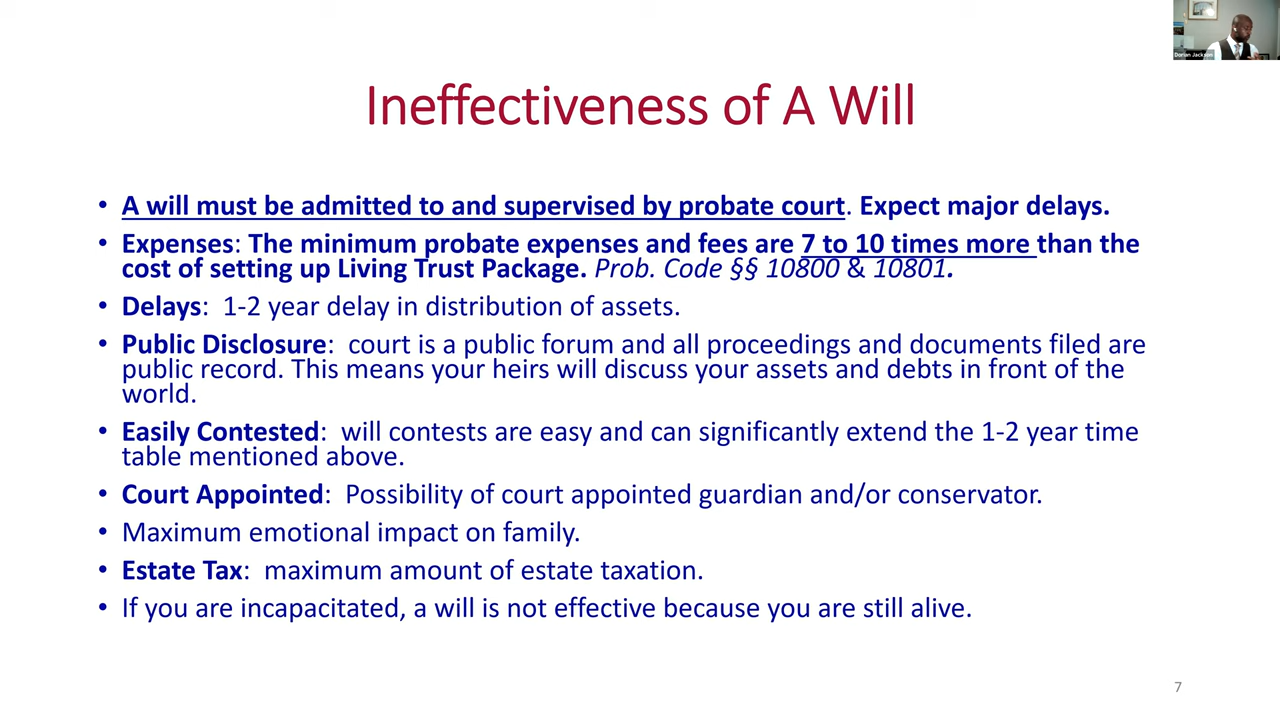 Dorian Jackson
Ineffectiveness of A Will
• A will must be admitted to and supervised by probate court. Expect major delays.
• Expenses: The minimum probate expenses and fees are 7 to 10 times more than the
cost of setting up Living Trust Package. Prob. Code §§ 10800 & 10801.
• Delays: 1-2 year delay in distribution of assets.
• Public Disclosure: court is a public forum and all proceedings and documents filed are
public record. This means your heirs will discuss your assets and debts in front of the
world.
• Easily Contested: will contests are easy and can significantly extend the 1-2 year time
table mentioned above.
• Court Appointed: Possibility of court appointed guardian and/or conservator.
• Maximum emotional impact on family.
• Estate Tax: maximum amount of estate taxation.
• If you are incapacitated, a will is not effective because you are still alive.
7